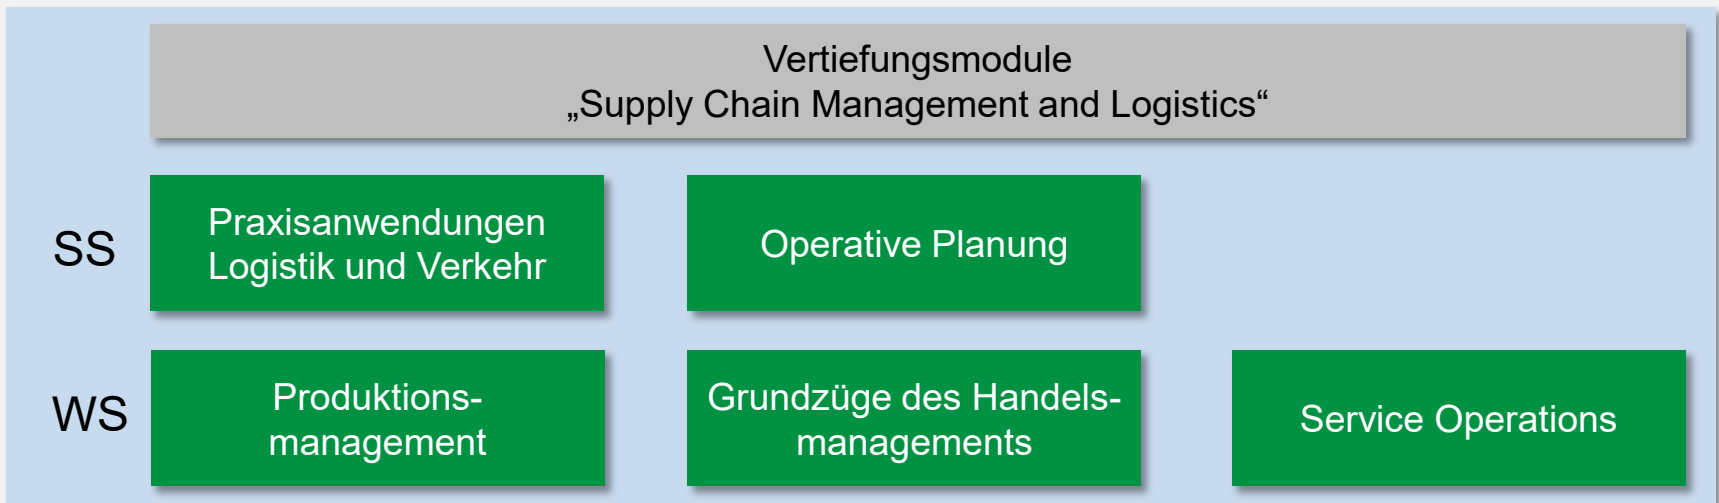 Vertiefungsmodule
„Supply Chain Management and Logistics“
SS
Praxisanwendungen
Logistik und Verkehr
Operative Planung
WS
Produktions-
management
Grundzüge des Handels-
managements
Service Operations